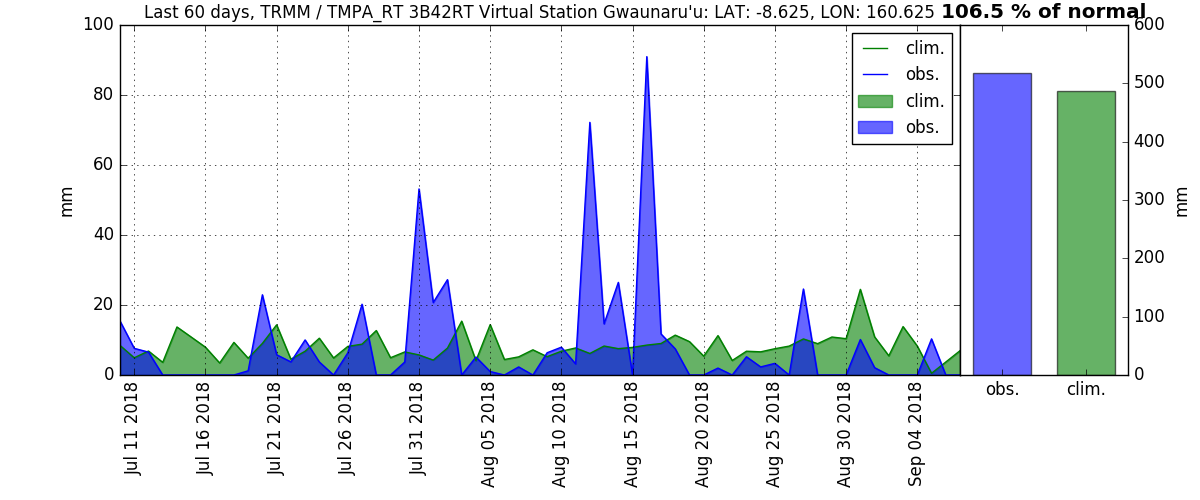 Last 60 days, TRMM / TMPA_RT 3B42RT Virtual Station Gwaunaru'u: LAT: -8.625, LON: 160.625 106.5 % of normal
100
80
60
40
20
0
mm
clim.
obs.
clim.
obs.
600
500
400
300
200
100
0
mm
Jul 11 2018
Jul 16 2018
Jul 21 2018
Jul 26 2018
Jul 31 2018
Aug 05 2018
Aug 10 2018
Aug 15 2018
Aug 20 2018
Aug 25 2018
Aug 30 2018
Sep 04 2018
obs.
clim.